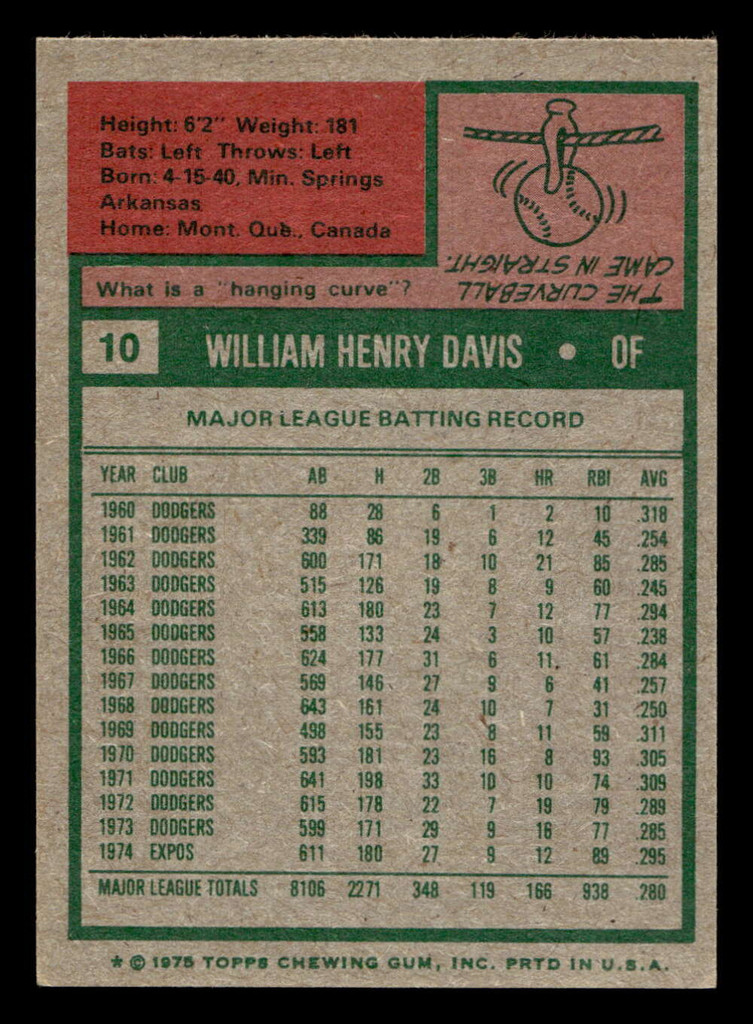 Height: 6'2" Weight: 181
Bats: Left Throws: Left
Born: 4-15-40, Min. Springs
Arkansas
Home: Mont. Que., Canada
What is a "hanging curve"?
THE CURVEBALL
CAME IN STRAIGHT.
10 WILLIAM HENRY DAVIS • OF
MAJOR LEAGUE BATTING RECORD
YEAR CLUB AB H 2B 3B HR RBI AVG
1960 DODGERS 88 28 6 1 2 10 .318
1961 DODGERS 339 86 19 6 12 45 .254
1962 DODGERS 600 171 18 10 21 85 .285
1963 DODGERS 515 126 19 8 9 60 .245
1964 DODGERS 613 180 23 7 12 77 .294
1965 DODGERS 558 133 24 3 10 57 .238
1966 DODGERS 624 177 31 6 11 61 .284
1967 DODGERS 569 146 27 9 6 41 .257
1968 DODGERS 643 161 24 10 7 31 .250
1969 DODGERS 498 155 23 8 11 59 .311
1970 DODGERS 593 181 23 16 8 93 .305
1971 DODGERS 641 198 33 10 10 74 .309
1972 DODGERS 615 178 22 7 19 79 .289
1973 DODGERS 599 171 29 9 16 77 .285
1974 EXPOS 611 180 27 9 12 89 .295
MAJOR LEAGUE TOTALS 8106 2271 348 119 166 938 .280
* © 1975 TOPPS CHEWING GUM, INC. PRTD IN U.S.A.